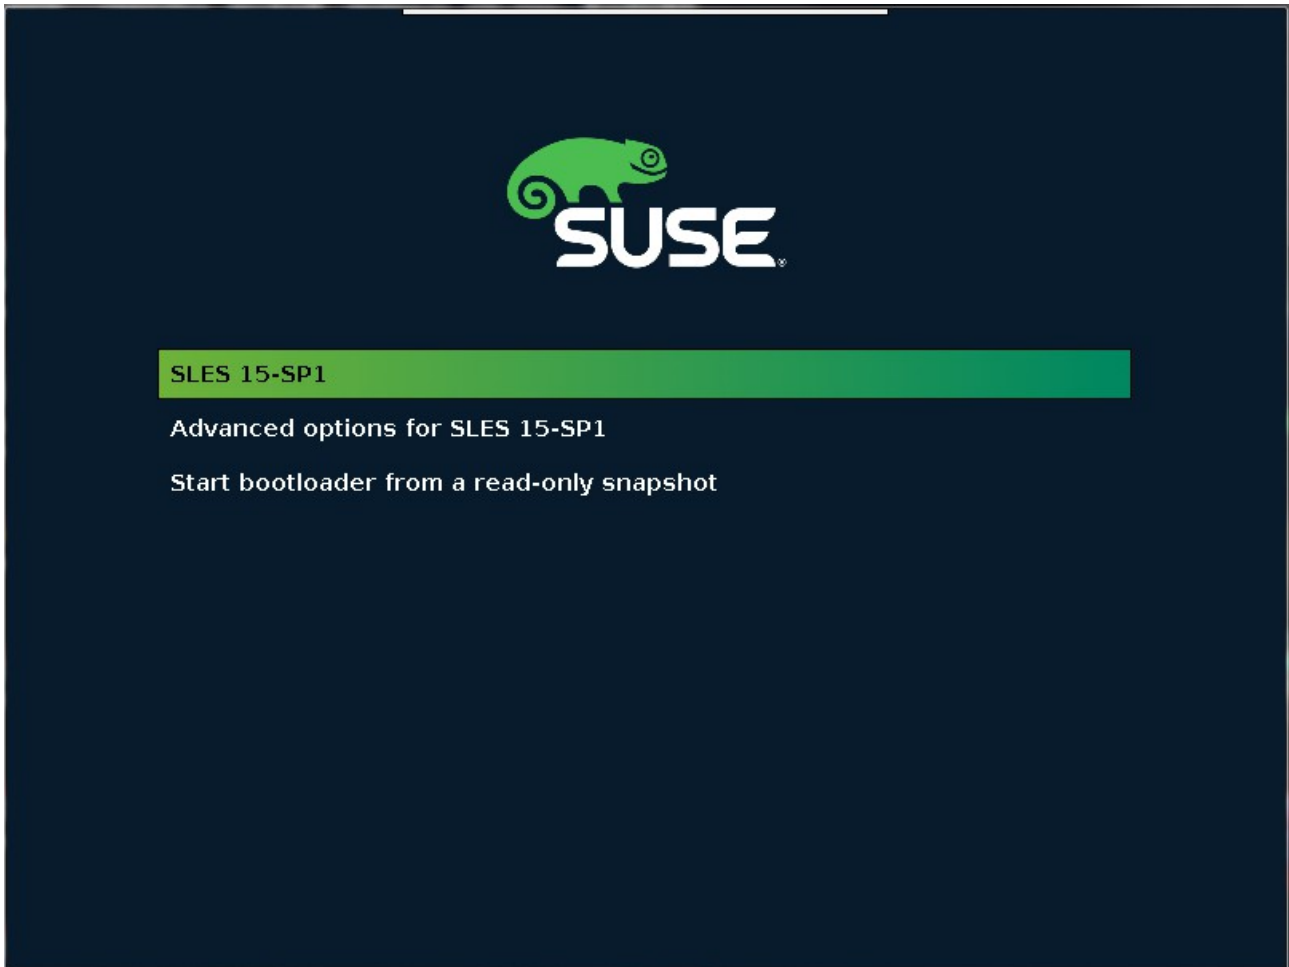 SUSE®
SLES 15-SP1
Advanced options for SLES 15-SP1
Start bootloader from a read-only snapshot